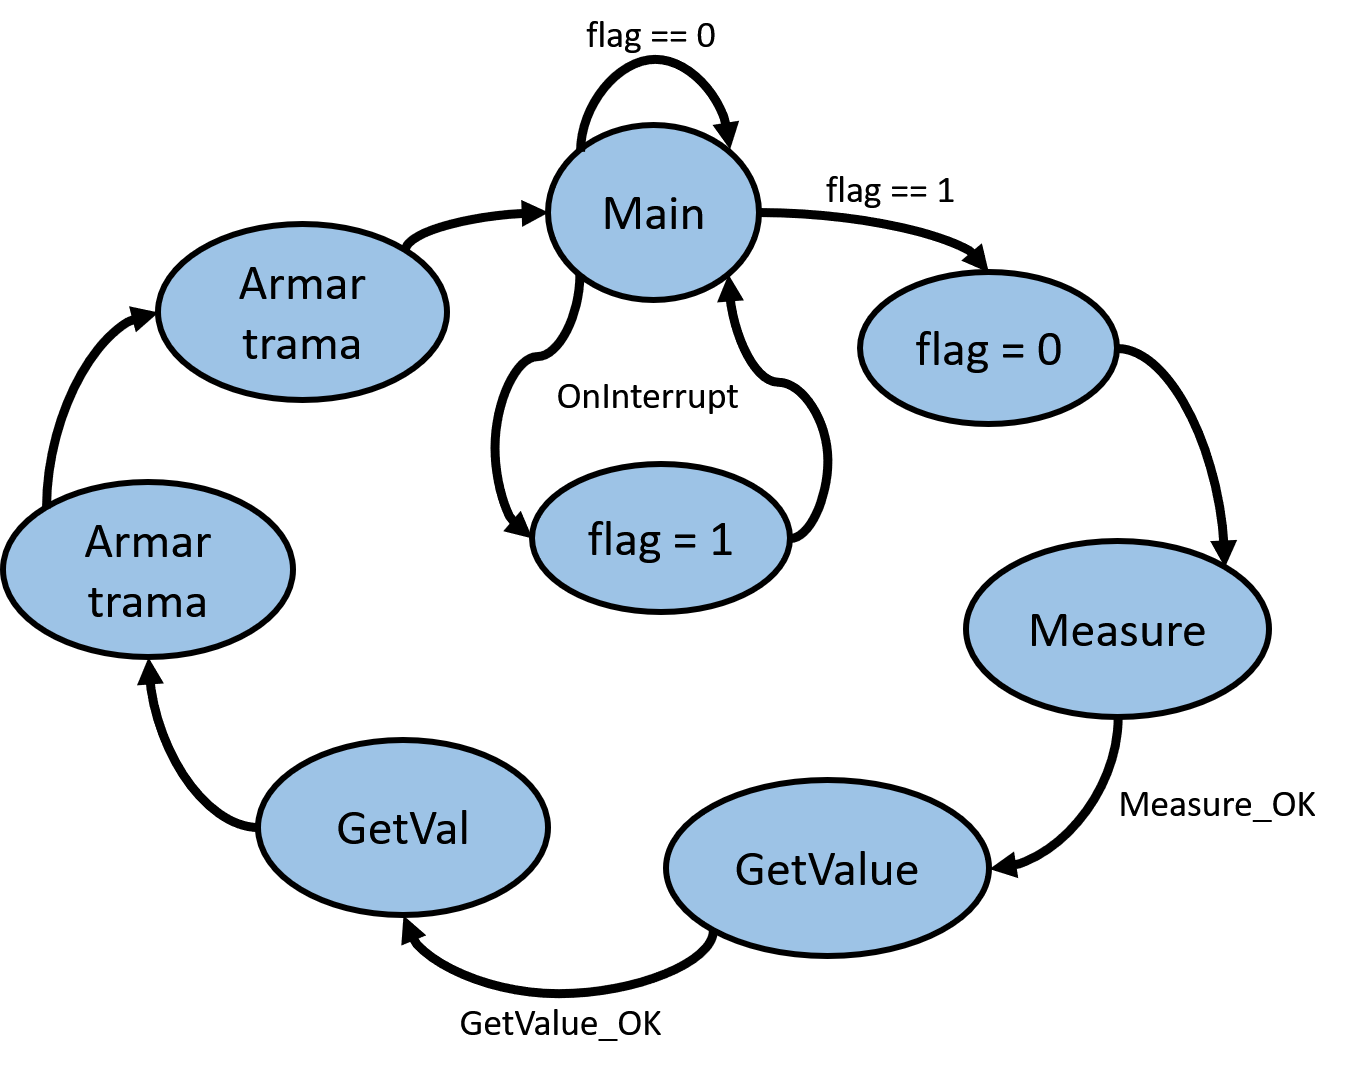 flag == 0
Main
flag == 1
Armar
trama
flag = 0
OnInterrupt
flag = 1
Armar
trama
Measure
Measure_OK
GetVal
GetValue
GetValue_OK